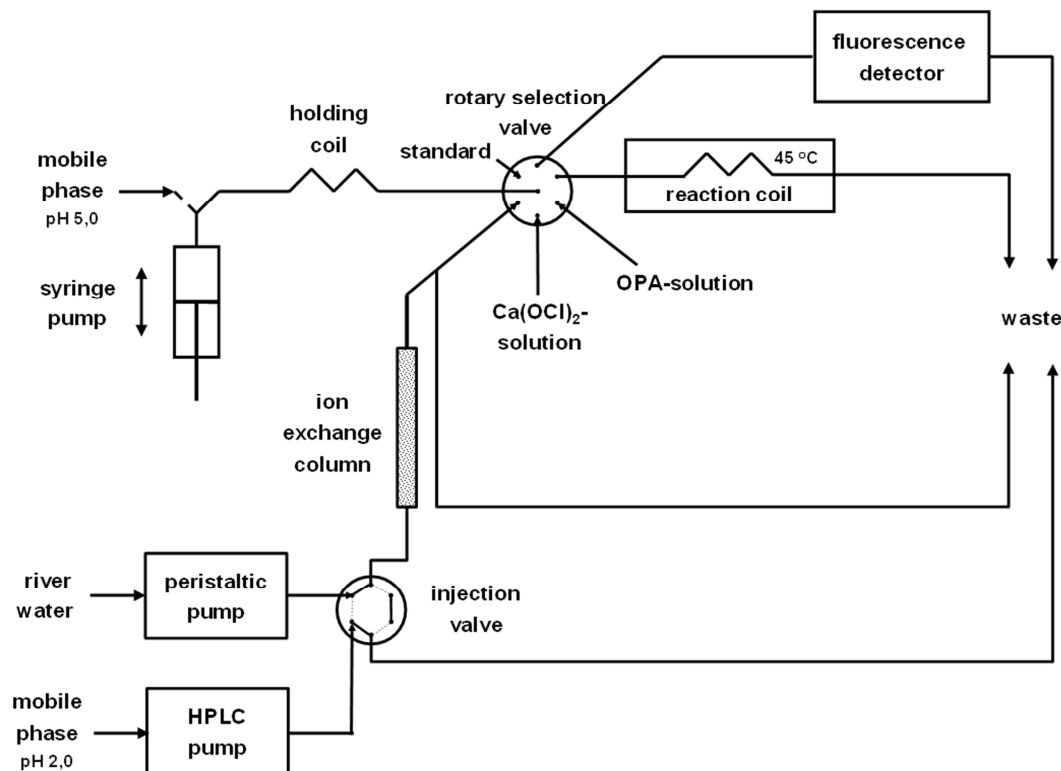 fluorescence
detector
rotary selection
valve
holding
coil
standard
45 °C
reaction coil
mobile
phase
pH 5,0
syringe
pump
OPA-solution
Ca(OCl)₂-
solution
waste
ion
exchange
column
river
water
peristaltic
pump
injection
valve
mobile
phase
pH 2,0
HPLC
pump